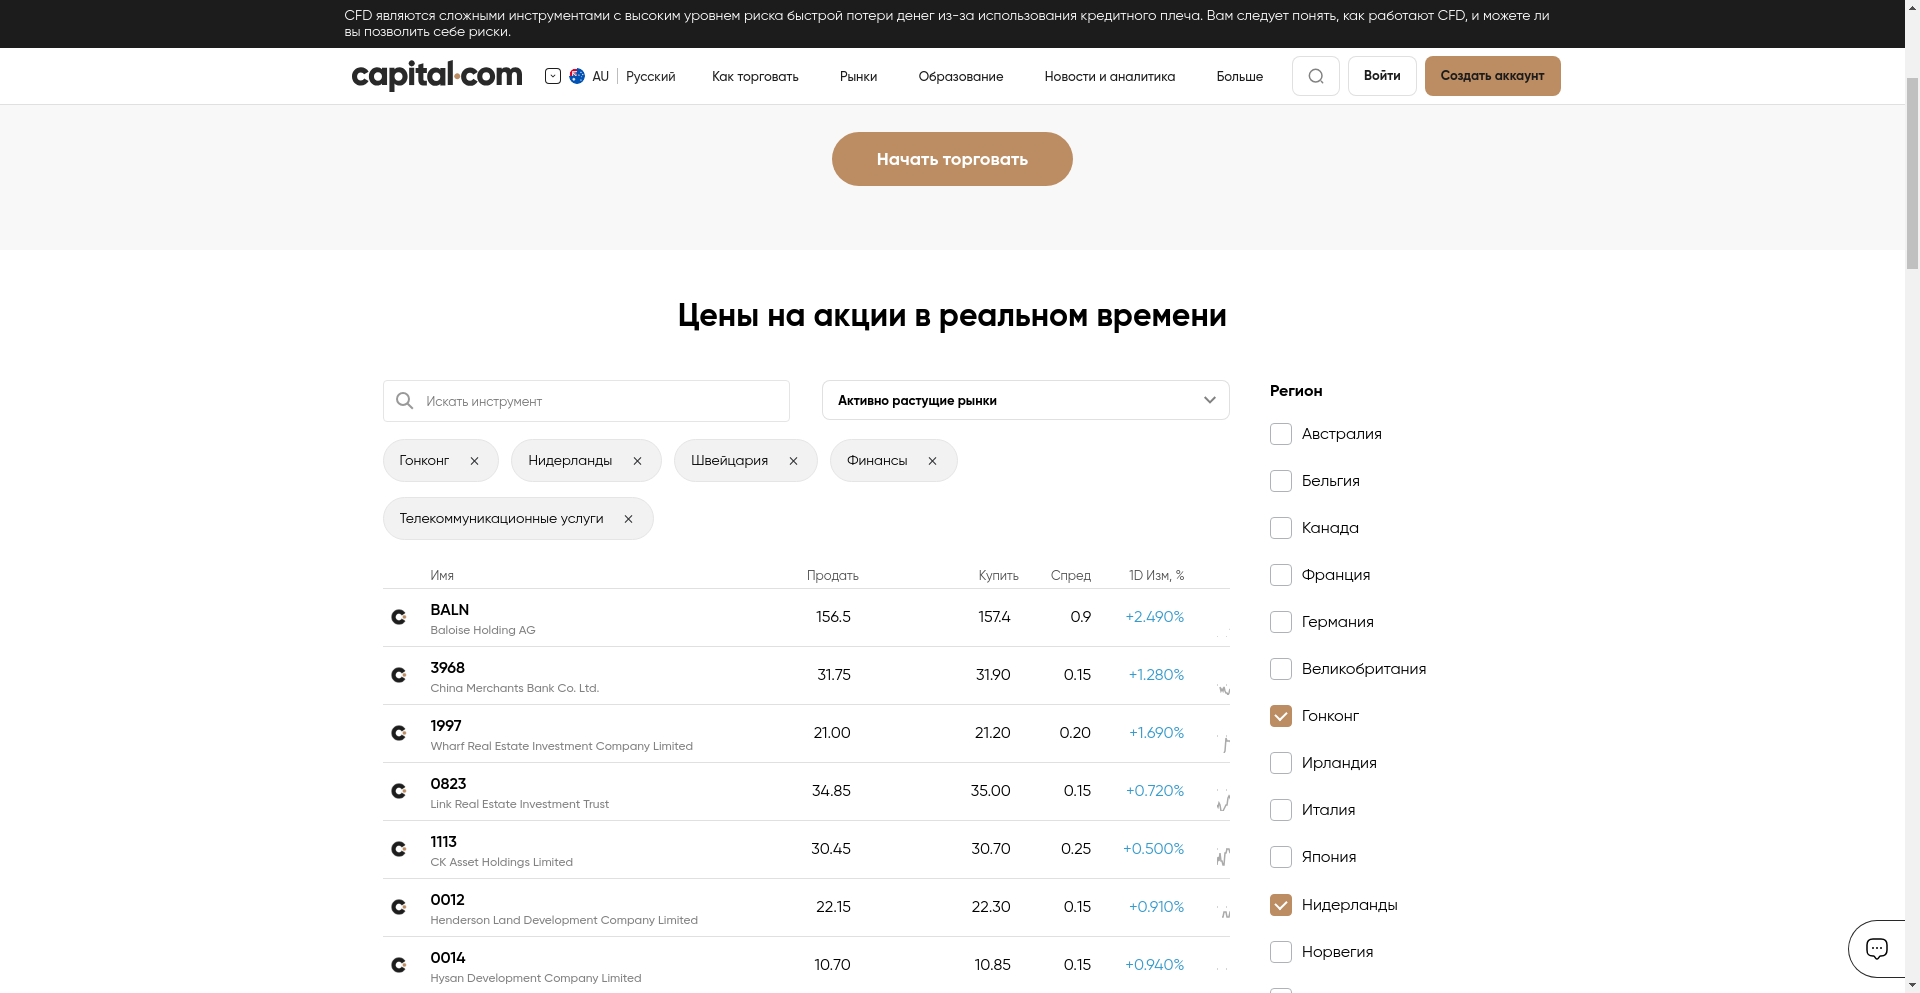 CFD являются сложными инструментами с высоким уровнем риска быстрой потери денег из-за использования кредитного плеча. Вам следует понять, как работают CFD, и можете ли
вы позволить себе риски.
capital.com
AU Русский
Как торговать
Рынки
Образование
Новости и аналитика
Больше
Войти
Создать аккаунт
Начать торговать
Цены на акции в реальном времени
Искать инструмент
Активно растущие рынки
Гонконг
Нидерланды
Швейцария
Финансы
Телекоммуникационные услуги
Имя Продать Купить Спред 1D Изм, %
BALN 156.5 157.4 0.9 +2.490%
Baloise Holding AG
3968 31.75 31.90 0.15 +1.280%
China Merchants Bank Co. Ltd.
1997 21.00 21.20 0.20 +1.690%
Wharf Real Estate Investment Company Limited
0823 34.85 35.00 0.15 +0.720%
Link Real Estate Investment Trust
1113 30.45 30.70 0.25 +0.500%
CK Asset Holdings Limited
0012 22.15 22.30 0.15 +0.910%
Henderson Land Development Company Limited
0014 10.70 10.85 0.15 +0.940%
Hysan Development Company Limited
Регион
Австралия
Бельгия
Канада
Франция
Германия
Великобритания
Гонконг
Ирландия
Италия
Япония
Нидерланды
Норвегия